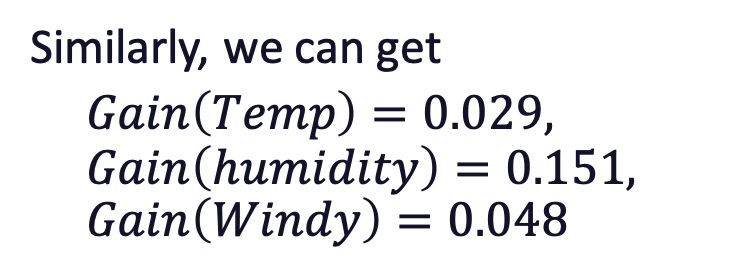 Similarly, we can get
Gain(Temp) = 0.029,
Gain(humidity) = 0.151,
Gain(Windy) = 0.048